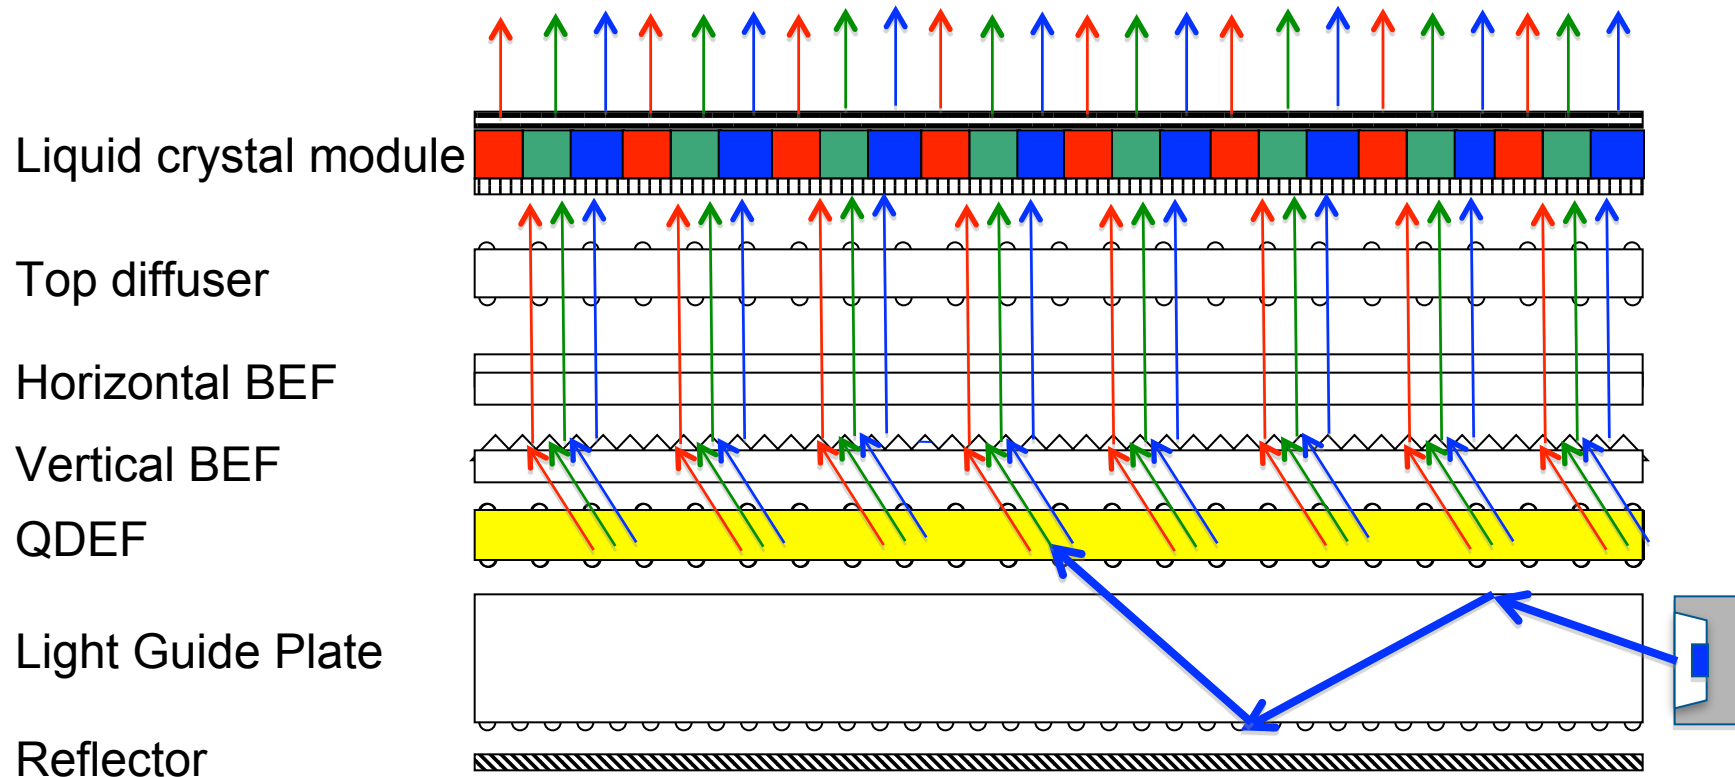 Liquid crystal module
Top diffuser
Horizontal BEF
Vertical BEF
QDEF
Light Guide Plate
Reflector